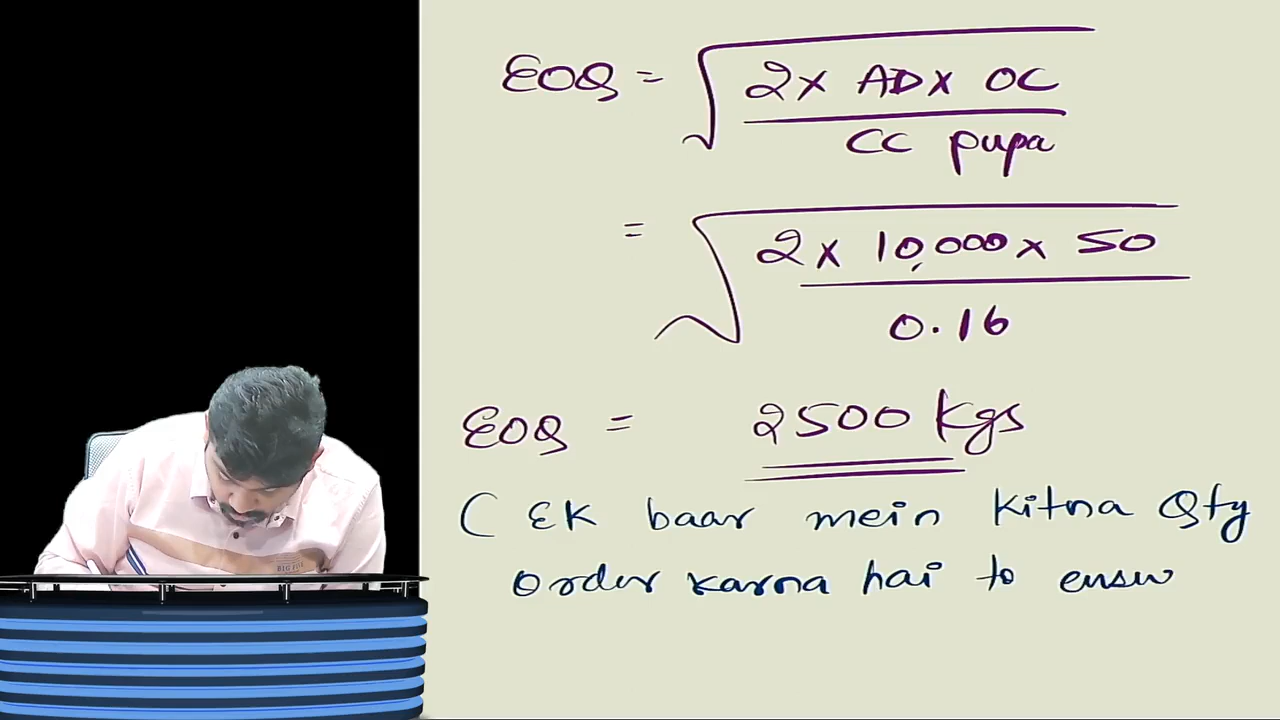 EOQ = √ 2 x AD x OC
CC pupa
= √ 2 x 10,000 x 50
0.16
EOQ = 2500 Kgs
( EK baar mein Kitna Qty
order karna hai to ensu